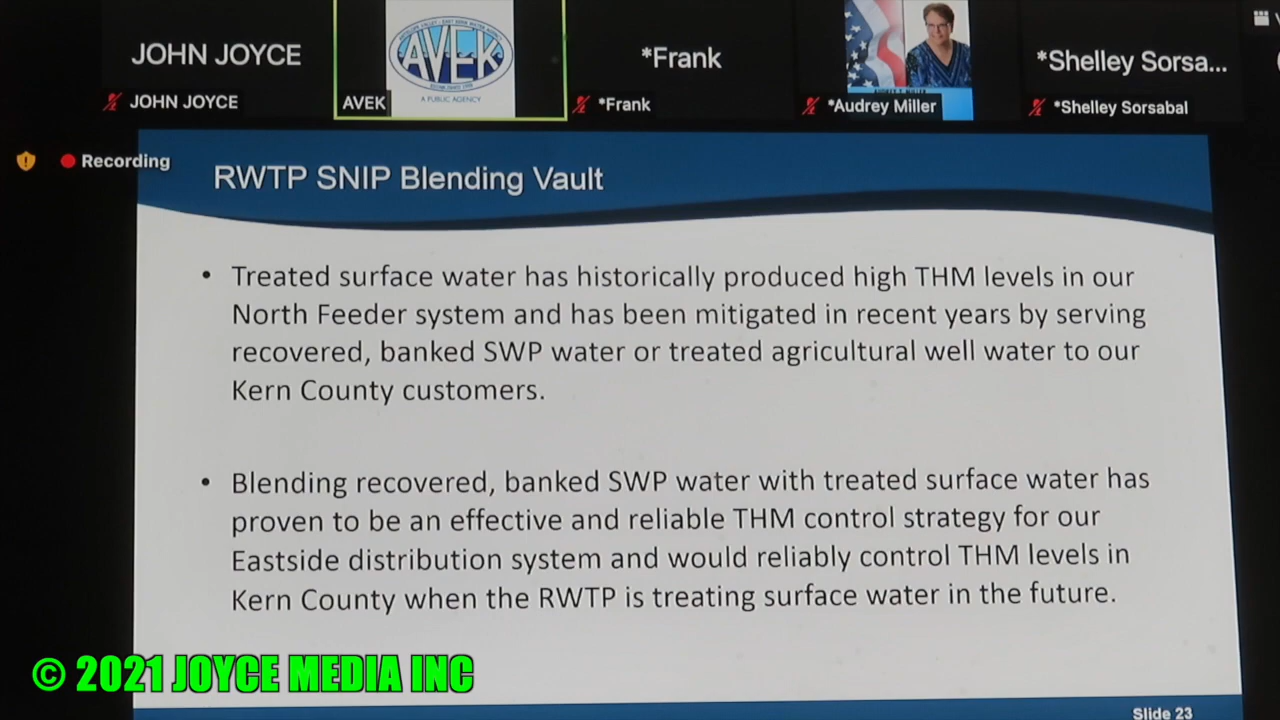 JOHN JOYCE
*Frank
*Shelley Sorsa...
AVEK
A PUBLIC AGENCY
JOHN JOYCE
AVEK
*Frank
*Audrey Miller
*Shelley Sorsabal
Recording
RWTP SNIP Blending Vault
• Treated surface water has historically produced high THM levels in our
North Feeder system and has been mitigated in recent years by serving
recovered, banked SWP water or treated agricultural well water to our
Kern County customers.
• Blending recovered, banked SWP water with treated surface water has
proven to be an effective and reliable THM control strategy for our
Eastside distribution system and would reliably control THM levels in
Kern County when the RWTP is treating surface water in the future.
© 2021 JOYCE MEDIA INC
Slide 23